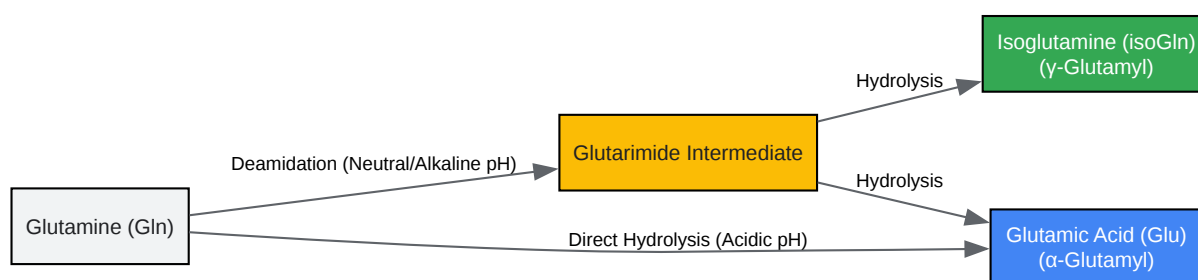 Isoglutamine (isoGln)
(γ-Glutamyl)
Hydrolysis
Deamidation (Neutral/Alkaline pH)
Glutarimide Intermediate
Hydrolysis
Glutamine (Gln)
Direct Hydrolysis (Acidic pH)
Glutamic Acid (Glu)
(α-Glutamyl)